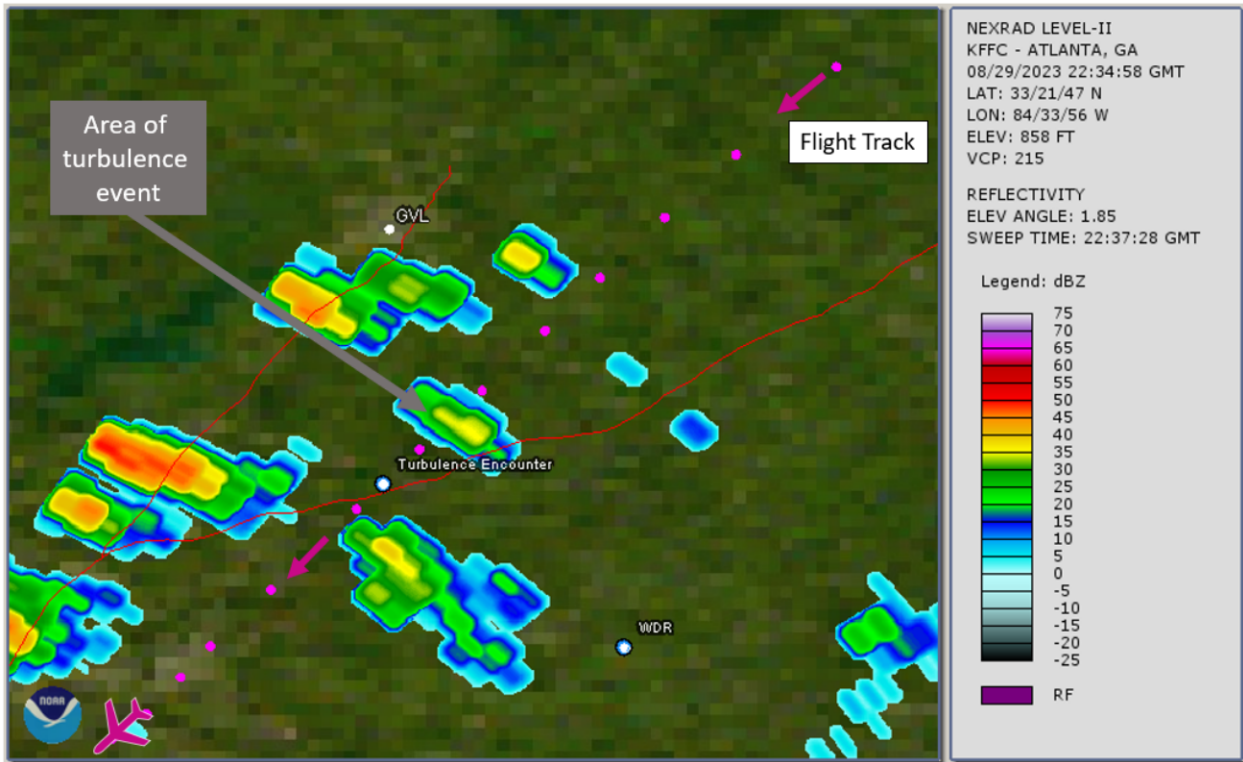 Area of
turbulence
event
Flight Track
GVL
Turbulence Encounter
WDR
NOAA
NEXRAD LEVEL-II
KFFC - ATLANTA, GA
08/29/2023 22:34:58 GMT
LAT: 33/21/47 N
LON: 84/33/56 W
ELEV: 858 FT
VCP: 215
REFLECTIVITY
ELEV ANGLE: 1.85
SWEEP TIME: 22:37:28 GMT
Legend: dBZ
75
70
65
60
55
50
45
40
35
30
25
20
15
10
5
0
-5
-10
-15
-20
-25
RF